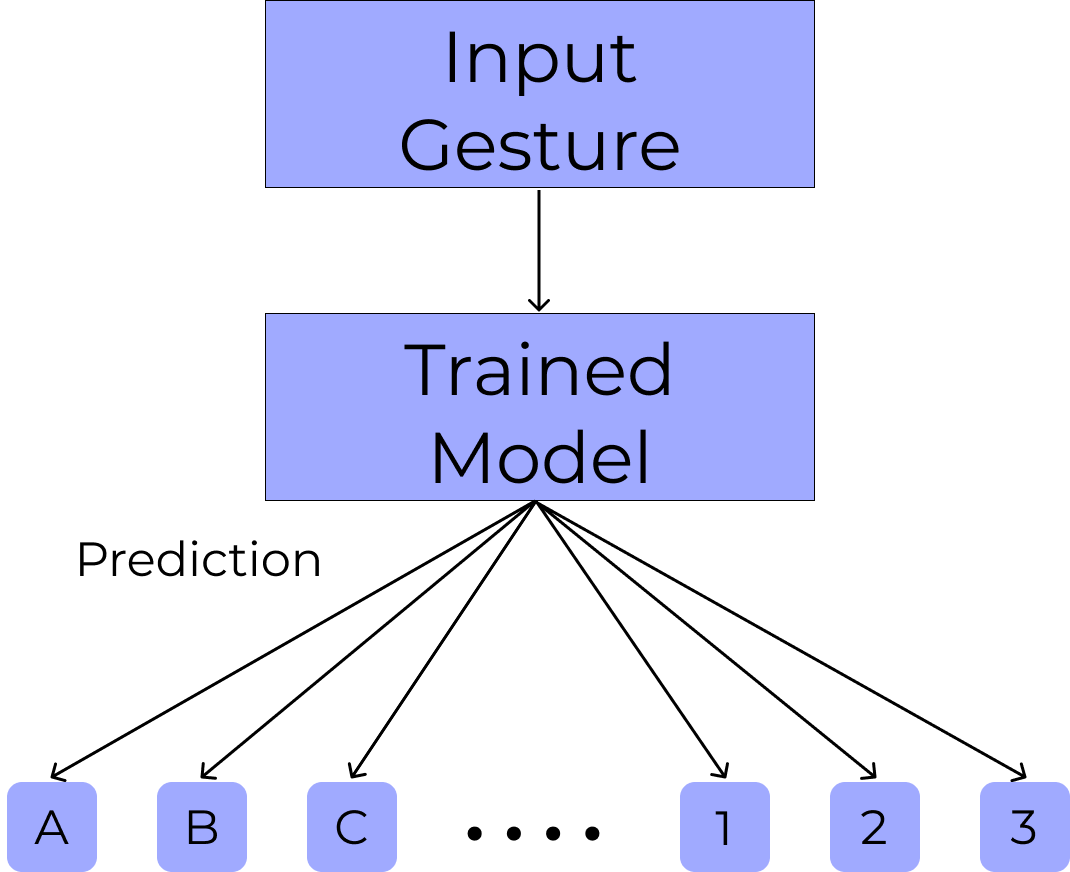 Input
Gesture
Trained
Model
Prediction
A B C .... 1 2 3